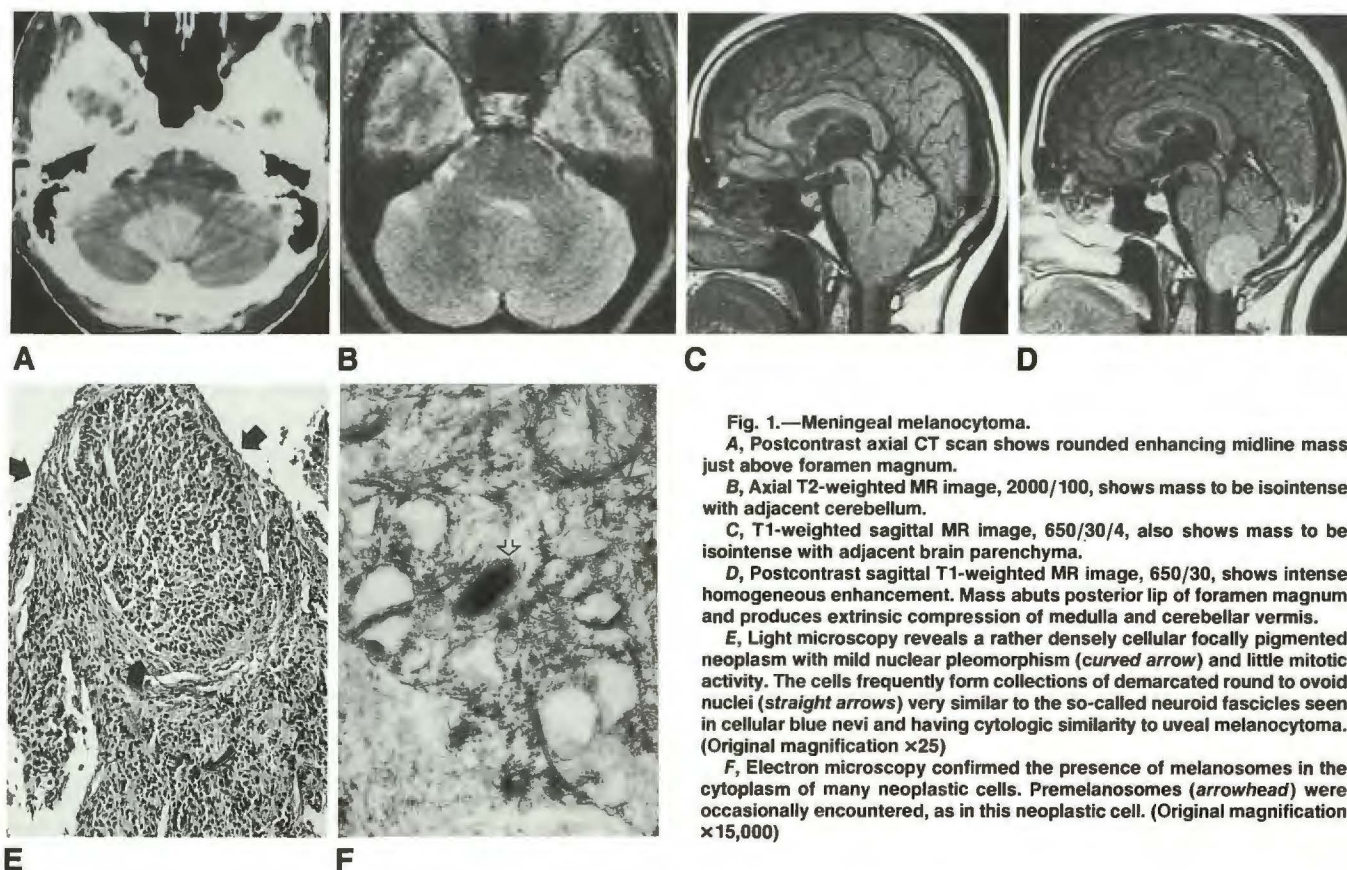 A
B
C
D
E
F
Fig. 1.—Meningeal melanocytoma.
A, Postcontrast axial CT scan shows rounded enhancing midline mass
just above foramen magnum.
B, Axial T2-weighted MR image, 2000/100, shows mass to be isointense
with adjacent cerebellum.
C, T1-weighted sagittal MR image, 650/30/4, also shows mass to be
isointense with adjacent brain parenchyma.
D, Postcontrast sagittal T1-weighted MR image, 650/30, shows intense
homogeneous enhancement. Mass abuts posterior lip of foramen magnum
and produces extrinsic compression of medulla and cerebellar vermis.
E, Light microscopy reveals a rather densely cellular focally pigmented
neoplasm with mild nuclear pleomorphism (curved arrow) and little mitotic
activity. The cells frequently form collections of demarcated round to ovoid
nuclei (straight arrows) very similar to the so-called neuroid fascicles seen
in cellular blue nevi and having cytologic similarity to uveal melanocytoma.
(Original magnification ×25)
F, Electron microscopy confirmed the presence of melanosomes in the
cytoplasm of many neoplastic cells. Premelanosomes (arrowhead) were
occasionally encountered, as in this neoplastic cell. (Original magnification
×15,000)